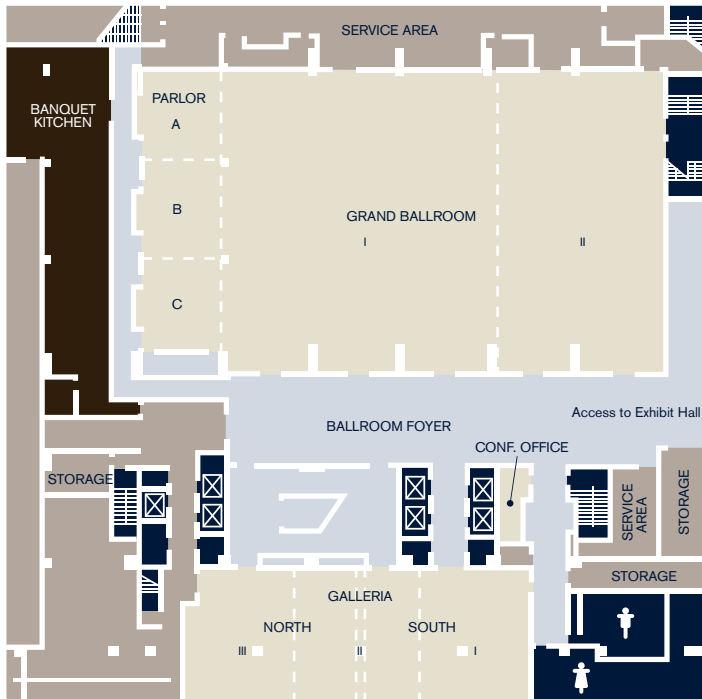 SERVICE AREA
BANQUET
KITCHEN
PARLOR
A
B
C
GRAND BALLROOM
I
II
BALLROOM FOYER
Access to Exhibit Hall
CONF. OFFICE
STORAGE
SERVICE
AREA
STORAGE
STORAGE
GALLERIA
NORTH
SOUTH
III
II
I